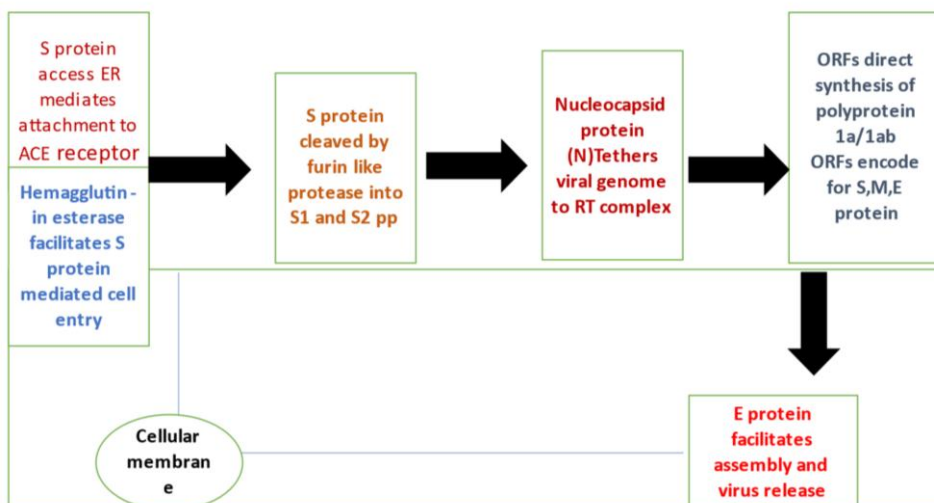 S protein
access ER
mediates
attachment to
ACE receptor
Hemagglutin-
in esterase
facilitates S
protein
mediated cell
entry
S protein
cleaved by
furin like
protease into
S1 and S2 pp
Nucleocapsid
protein
(N)Tethers
viral genome
to RT complex
ORFs direct
synthesis of
polyprotein
1a/1ab
ORFs encode
for S,M,E
protein
Cellular
membran
e
E protein
facilitates
assembly and
virus release